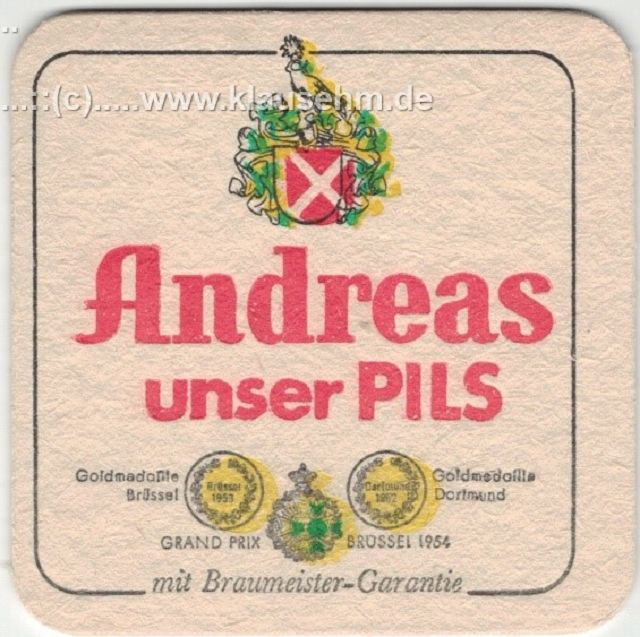 ...::(c).....www.klausehm.de
Andreas
unser PILS
Goldmedaille
Brüssel
Brüssel
1953
Dortmund
1952
Goldmedaille
Dortmund
GRAND PRIX BRÜSSEL 1954
mit Braumeister-Garantie